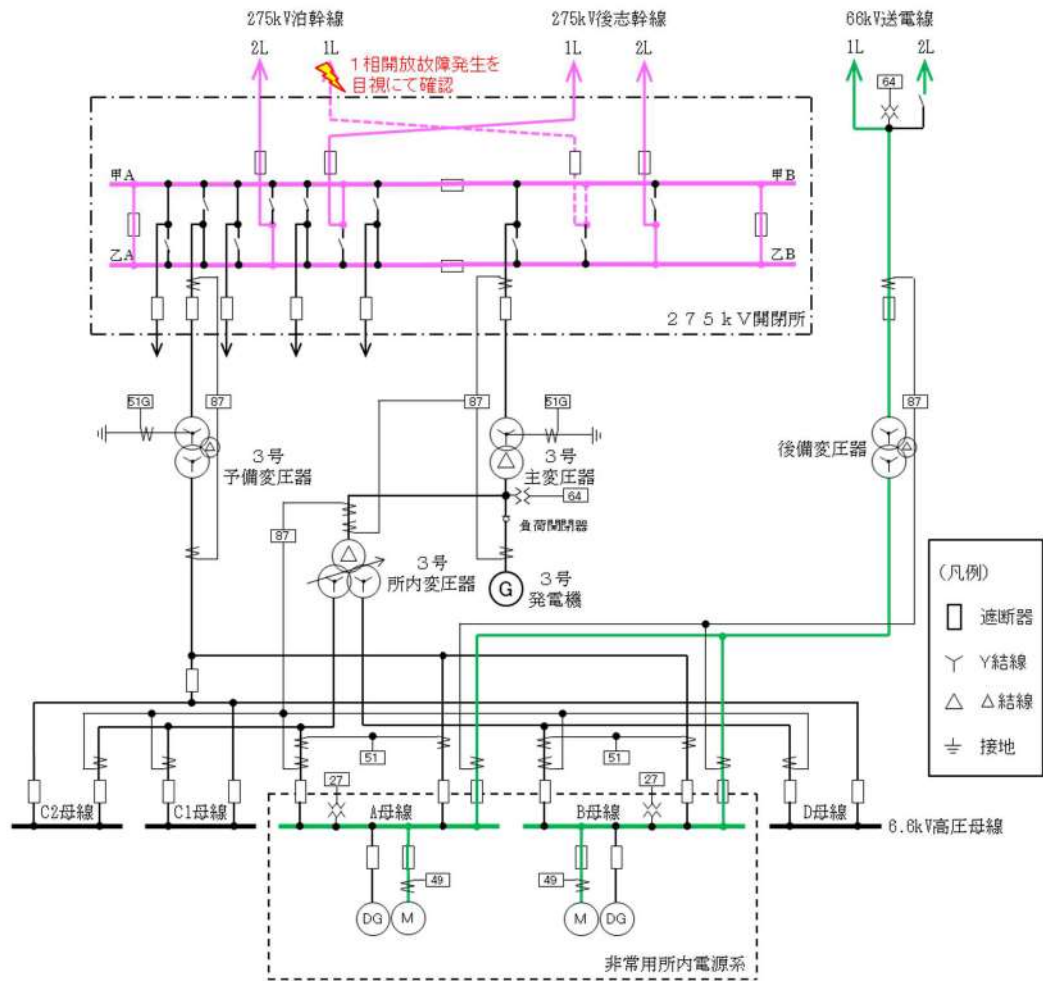 275kV泊幹線
275kV後志幹線
66kV送電線
2L
1L
1L
2L
1L
2L
1相開放故障発生を
目視にて確認
64
甲A
甲B
乙A
乙B
275kV開閉所
51G
87
87
51G
87
3号
予備変圧器
3号
主変圧器
後備変圧器
64
87
負荷開閉器
3号
所内変圧器
G
3号
発電機
(凡例)
遮断器
Y結線
△結線
接地
51
51
27
27
C2母線
C1母線
A母線
B母線
D母線
6.6kV高圧母線
49
49
DG
M
M
DG
非常用所内電源系